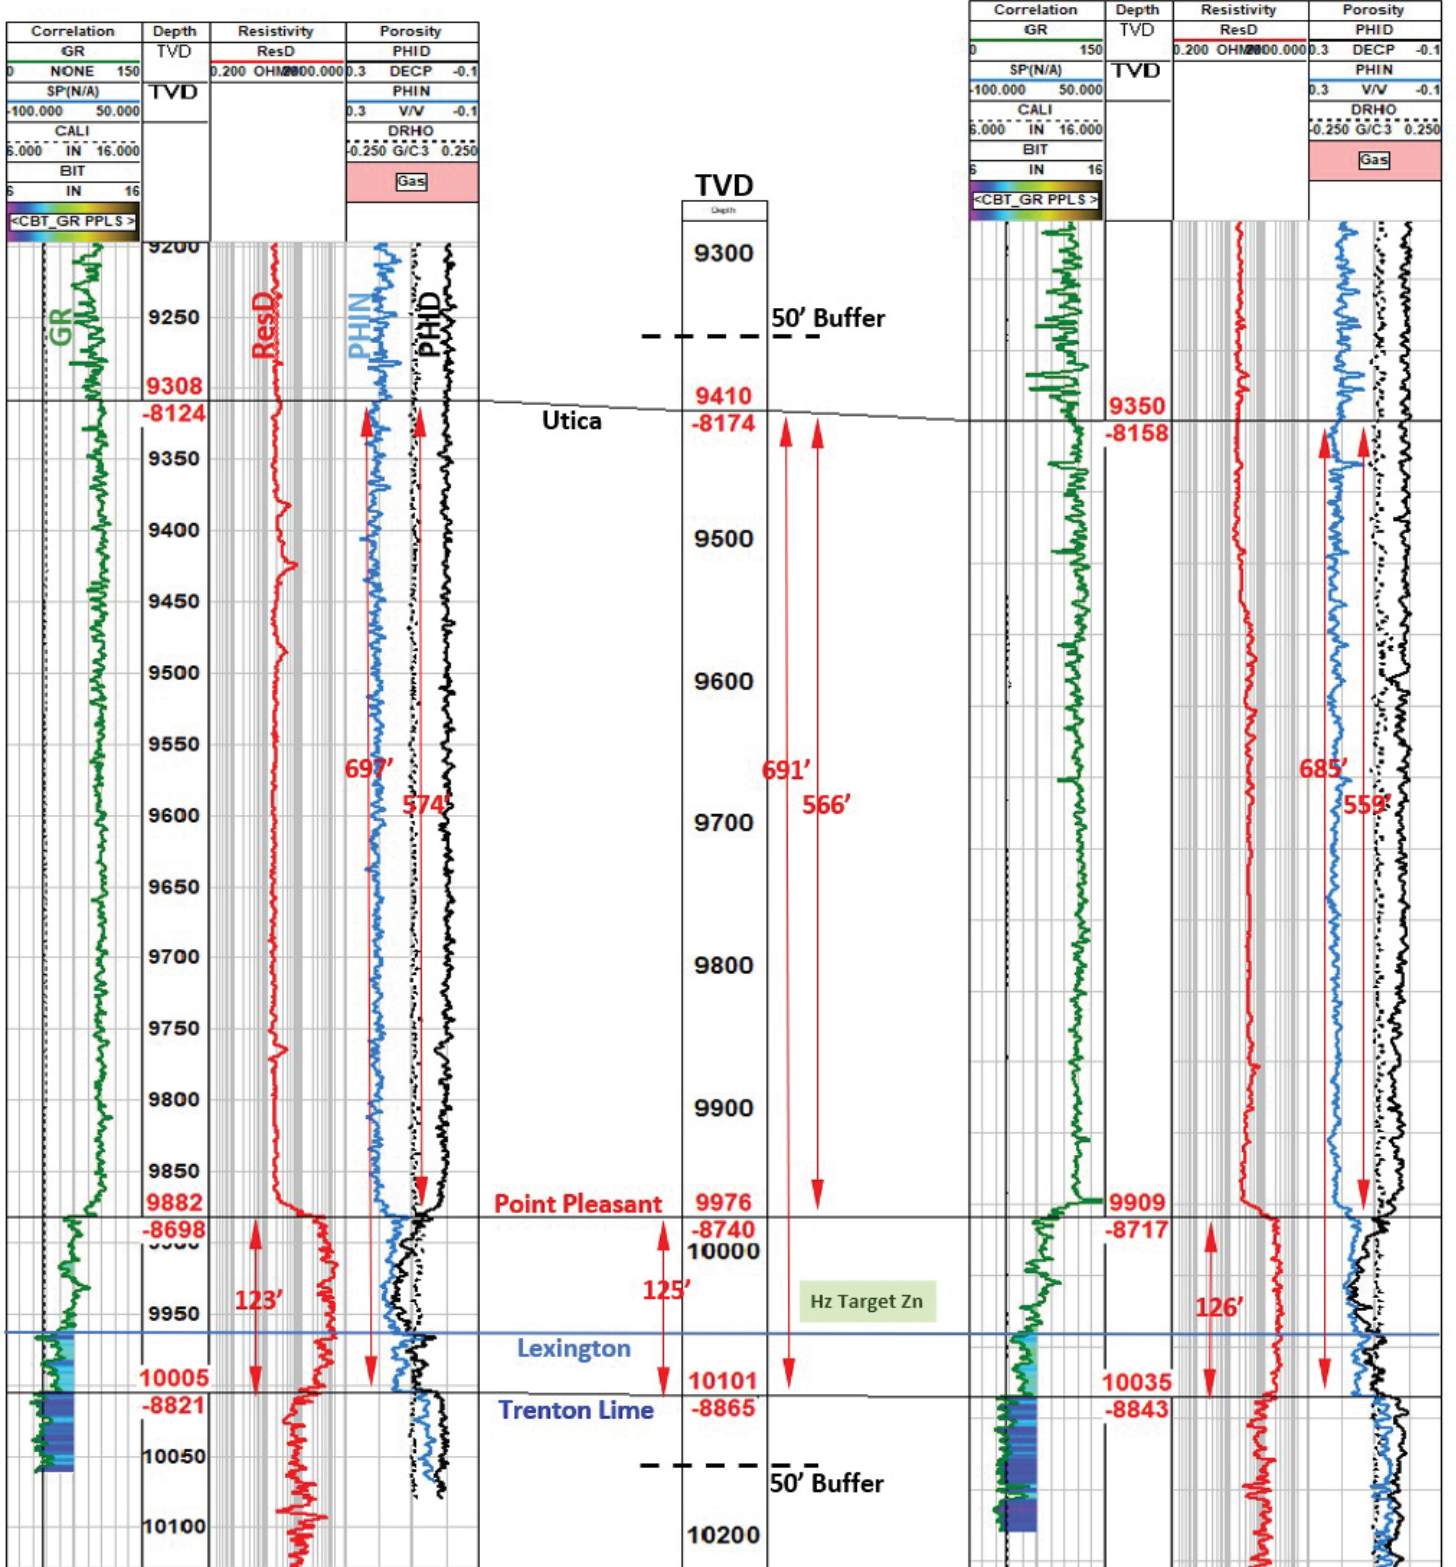 Correlation Depth Resistivity Porosity
GR TVD ResD PHID
0 NONE 150 0.200 0.3 DECP -0.1
SP(N/A) TVD PHIN
-100.000 50.000 0.3 V/V -0.1
CALI DRHO
6.000 IN 16.000 -0.250 G/C3 0.250
BIT Gas
6 IN 16
<CBT_GR PPLS >
GR
ResD
PHIN
PHID
9200
9250
9308
-8124
9350
9400
9450
9500
9550
697'
574'
9600
9650
9700
9750
9800
9850
9882
-8698
123'
9950
10005
-8821
10050
10100
TVD
Depth
9300
50' Buffer
9410
-8174
Utica
9500
9600
691'
566'
9700
9800
9900
Point Pleasant
9976
-8740
10000
125'
Hz Target Zn
Lexington
10101
-8865
Trenton Lime
50' Buffer
10200
Correlation Depth Resistivity Porosity
GR TVD ResD PHID
0 150 0.200 0.3 DECP -0.1
SP(N/A) TVD PHIN
-100.000 50.000 0.3 V/V -0.1
CALI DRHO
6.000 IN 16.000 -0.250 G/C3 0.250
BIT Gas
6 IN 16
<CBT_GR PPLS >
9350
-8158
685'
559'
9909
-8717
126'
10035
-8843